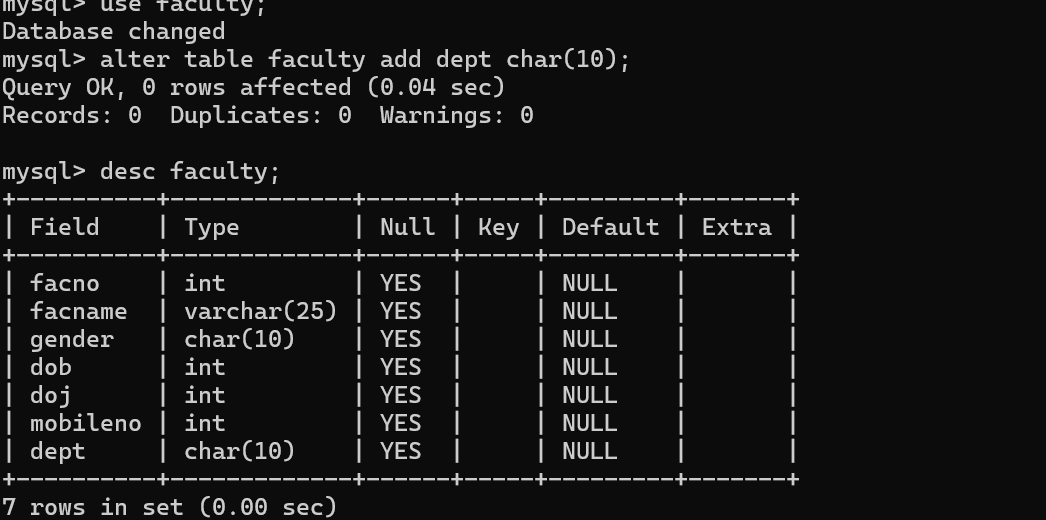 mysql> use faculty;
Database changed
mysql> alter table faculty add dept char(10);
Query OK, 0 rows affected (0.04 sec)
Records: 0  Duplicates: 0  Warnings: 0

mysql> desc faculty;
+----------+-------------+------+-----+---------+-------+
| Field    | Type        | Null | Key | Default | Extra |
+----------+-------------+------+-----+---------+-------+
| facno    | int         | YES  |     | NULL    |       |
| facname  | varchar(25) | YES  |     | NULL    |       |
| gender   | char(10)    | YES  |     | NULL    |       |
| dob      | int         | YES  |     | NULL    |       |
| doj      | int         | YES  |     | NULL    |       |
| mobileno | int         | YES  |     | NULL    |       |
| dept     | char(10)    | YES  |     | NULL    |       |
+----------+-------------+------+-----+---------+-------+
7 rows in set (0.00 sec)